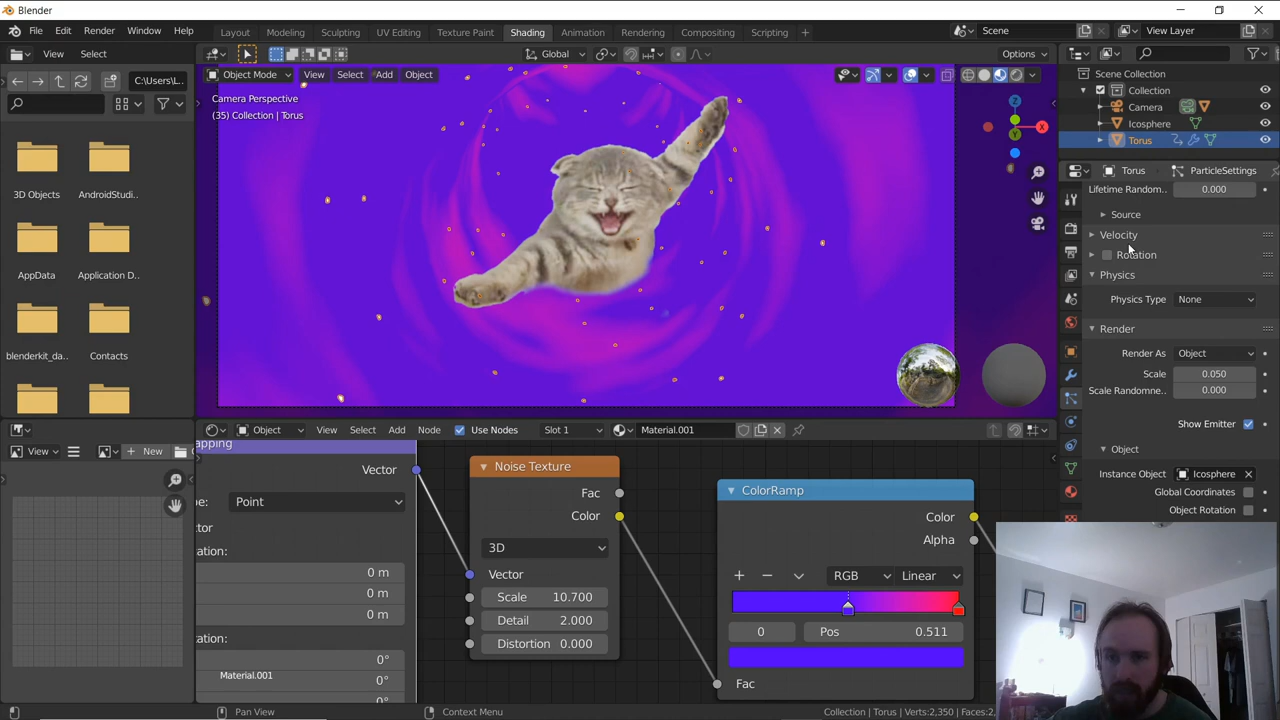 Blender
File Edit Render Window Help
Layout Modeling Sculpting UV Editing Texture Paint Shading Animation Rendering Compositing Scripting +
Scene
View Layer
View Select
Global
Options
C:\Users\L..
3D Objects
AndroidStudi..
AppData
Application D...
blenderkit_da..
Contacts
Object Mode View Select Add Object
Camera Perspective
(35) Collection | Torus
Z
X
Y
Scene Collection
Collection
Camera
Icosphere
Torus
Torus
ParticleSettings
Lifetime Random.. 0.000
Source
Velocity
Rotation
Physics
Physics Type None
Render
Render As Object
Scale 0.050
Scale Randomne.. 0.000
Show Emitter
Object
Instance Object Icosphere
Global Coordinates
Object Rotation
View
New
Object View Select Add Node Use Nodes Slot 1 Material.001
apping
Vector
e: Point
ctor
ation:
0 m
0 m
0 m
tation:
0°
0°
0°
Material.001
Noise Texture
Fac
Color
3D
Vector
Scale 10.700
Detail 2.000
Distortion 0.000
ColorRamp
Color
Alpha
+ − RGB Linear
0 Pos 0.511
Fac
Select
Pan View
Context Menu
Collection | Torus | Verts:2,350 | Faces:2,